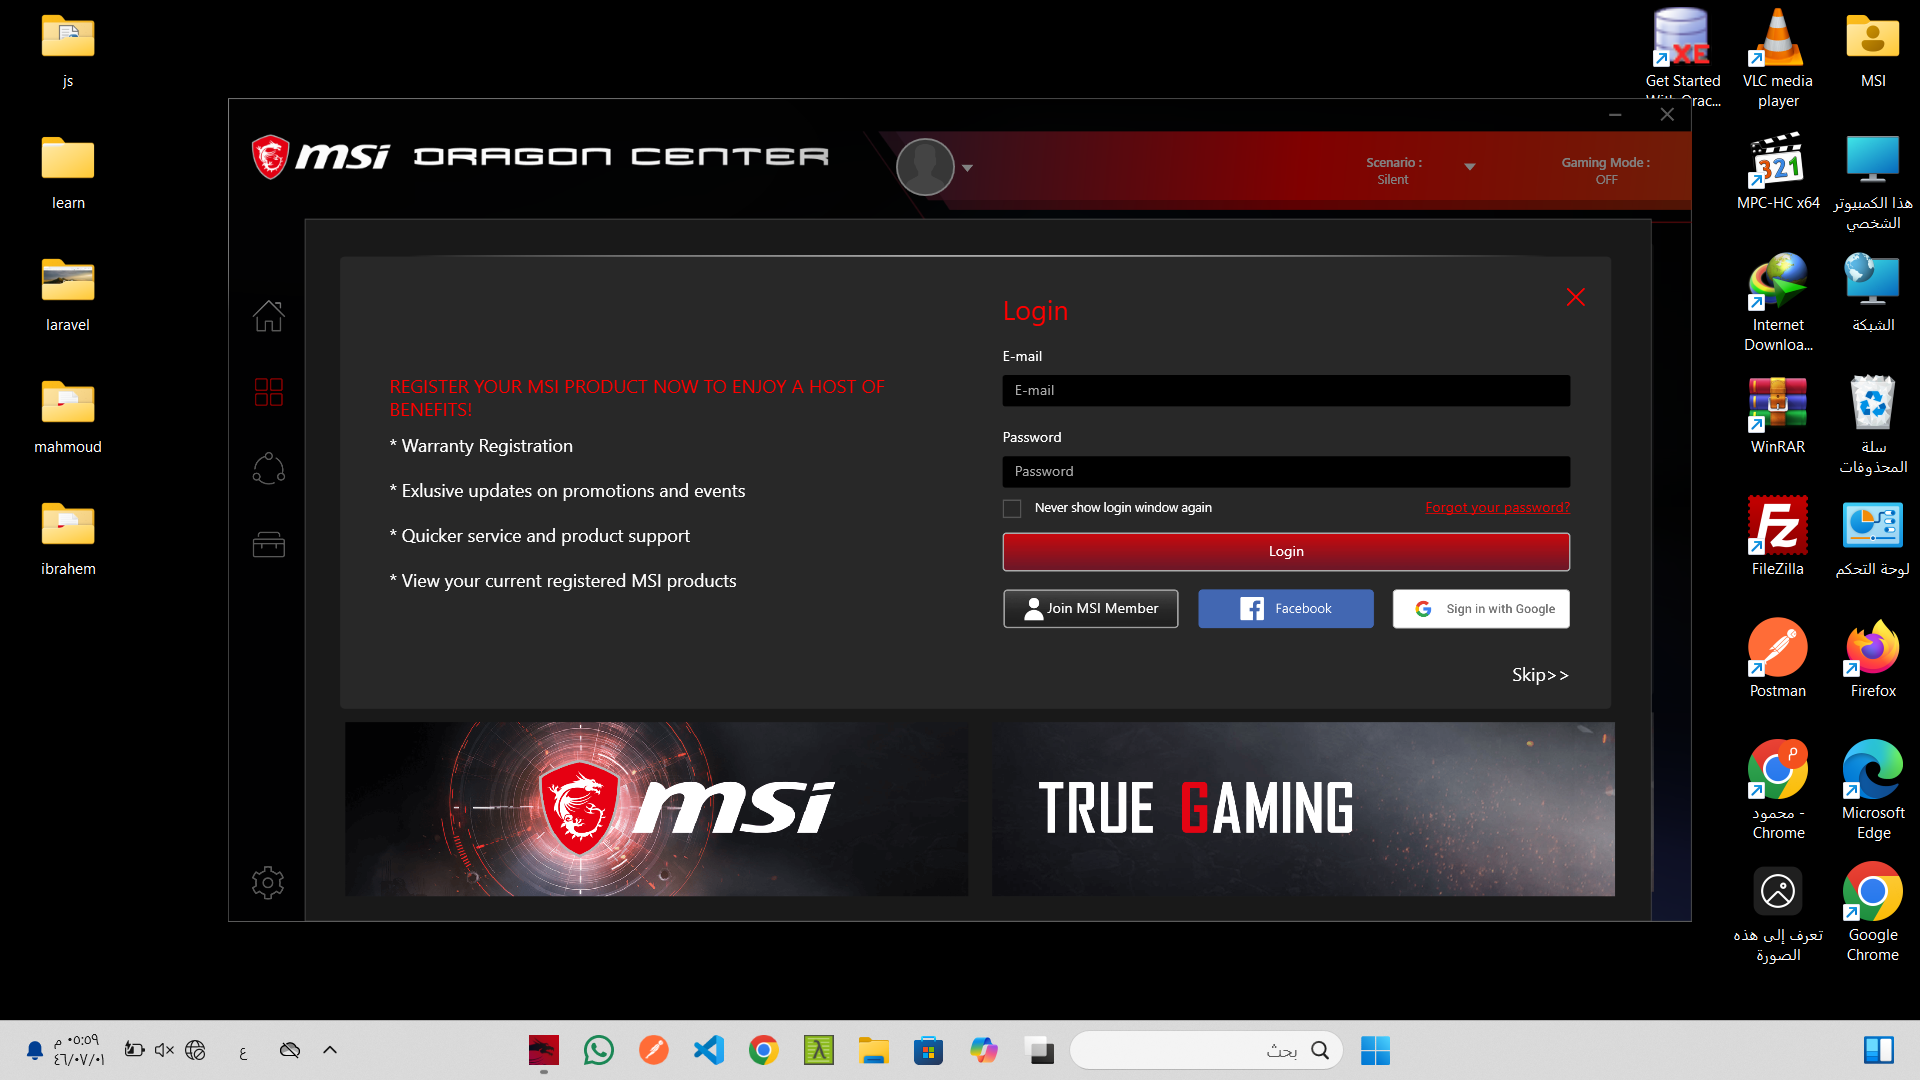 js
learn
laravel
mahmoud
ibrahem
msi DRAGON CENTER
Scenario :
Silent
Gaming Mode :
OFF
REGISTER YOUR MSI PRODUCT NOW TO ENJOY A HOST OF
BENEFITS!
* Warranty Registration
* Exlusive updates on promotions and events
* Quicker service and product support
* View your current registered MSI products
Login
E-mail
E-mail
Password
Password
Never show login window again
Forgot your password?
Login
Join MSI Member
Facebook
Sign in with Google
Skip>>
msi
TRUE GAMING
XE
Get Started
With Orac...
VLC media
player
MSI
321
MPC-HC x64
هذا الكمبيوتر
الشخصي
Internet
Downloa...
الشبكة
WinRAR
سلة
المحذوفات
Fz
FileZilla
لوحة التحكم
Postman
Firefox
محمود -
Chrome
Microsoft
Edge
تعرف إلى هذه
الصورة
Google
Chrome
٠٥:٥٩ م
٤٦/٠٧/٠١
ع
بحث